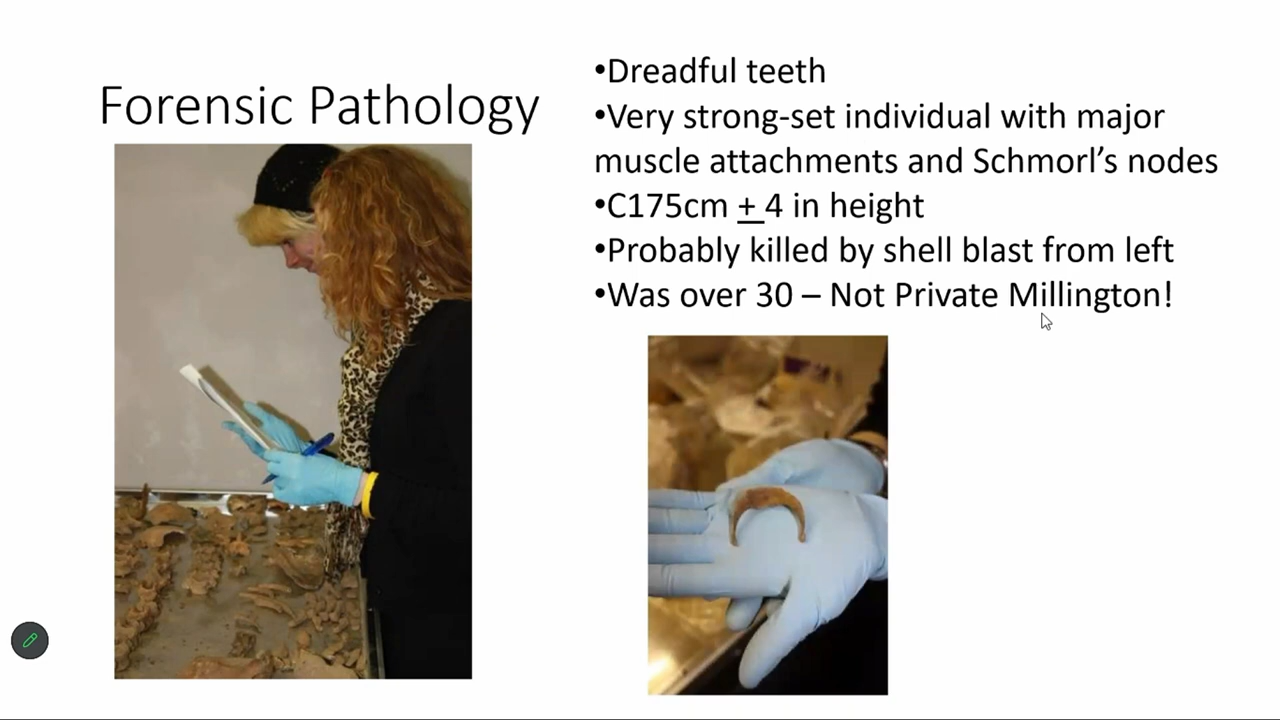 Forensic Pathology
•Dreadful teeth
•Very strong-set individual with major
muscle attachments and Schmorl’s nodes
•C175cm + 4 in height
•Probably killed by shell blast from left
•Was over 30 – Not Private Millington!